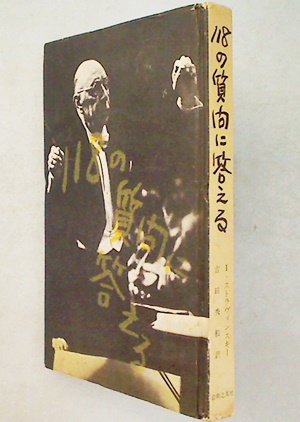 118の
質問に
答える
118の質問に答える
I・ストラヴィンスキー
吉田秀和訳
音楽之友社